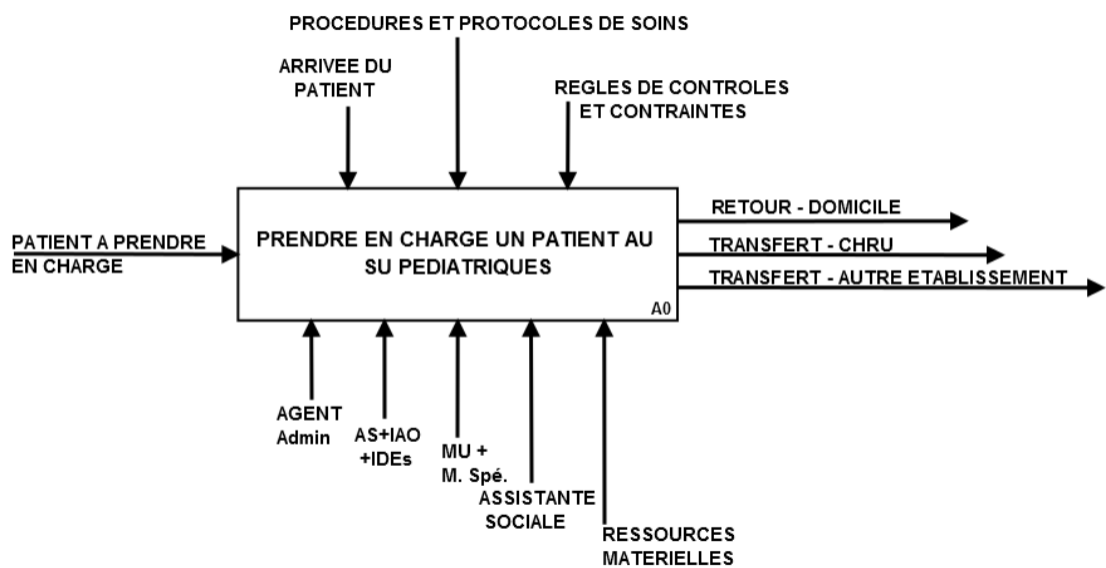 PROCEDURES ET PROTOCOLES DE SOINS
ARRIVEE DU
PATIENT
REGLES DE CONTROLES
ET CONTRAINTES
PATIENT A PRENDRE
EN CHARGE
PRENDRE EN CHARGE UN PATIENT AU
SU PEDIATRIQUES
A0
RETOUR - DOMICILE
TRANSFERT - CHRU
TRANSFERT - AUTRE ETABLISSEMENT
AGENT
Admin
AS+IAO
+IDEs
MU +
M. Spé.
ASSISTANTE
SOCIALE
RESSOURCES
MATERIELLES